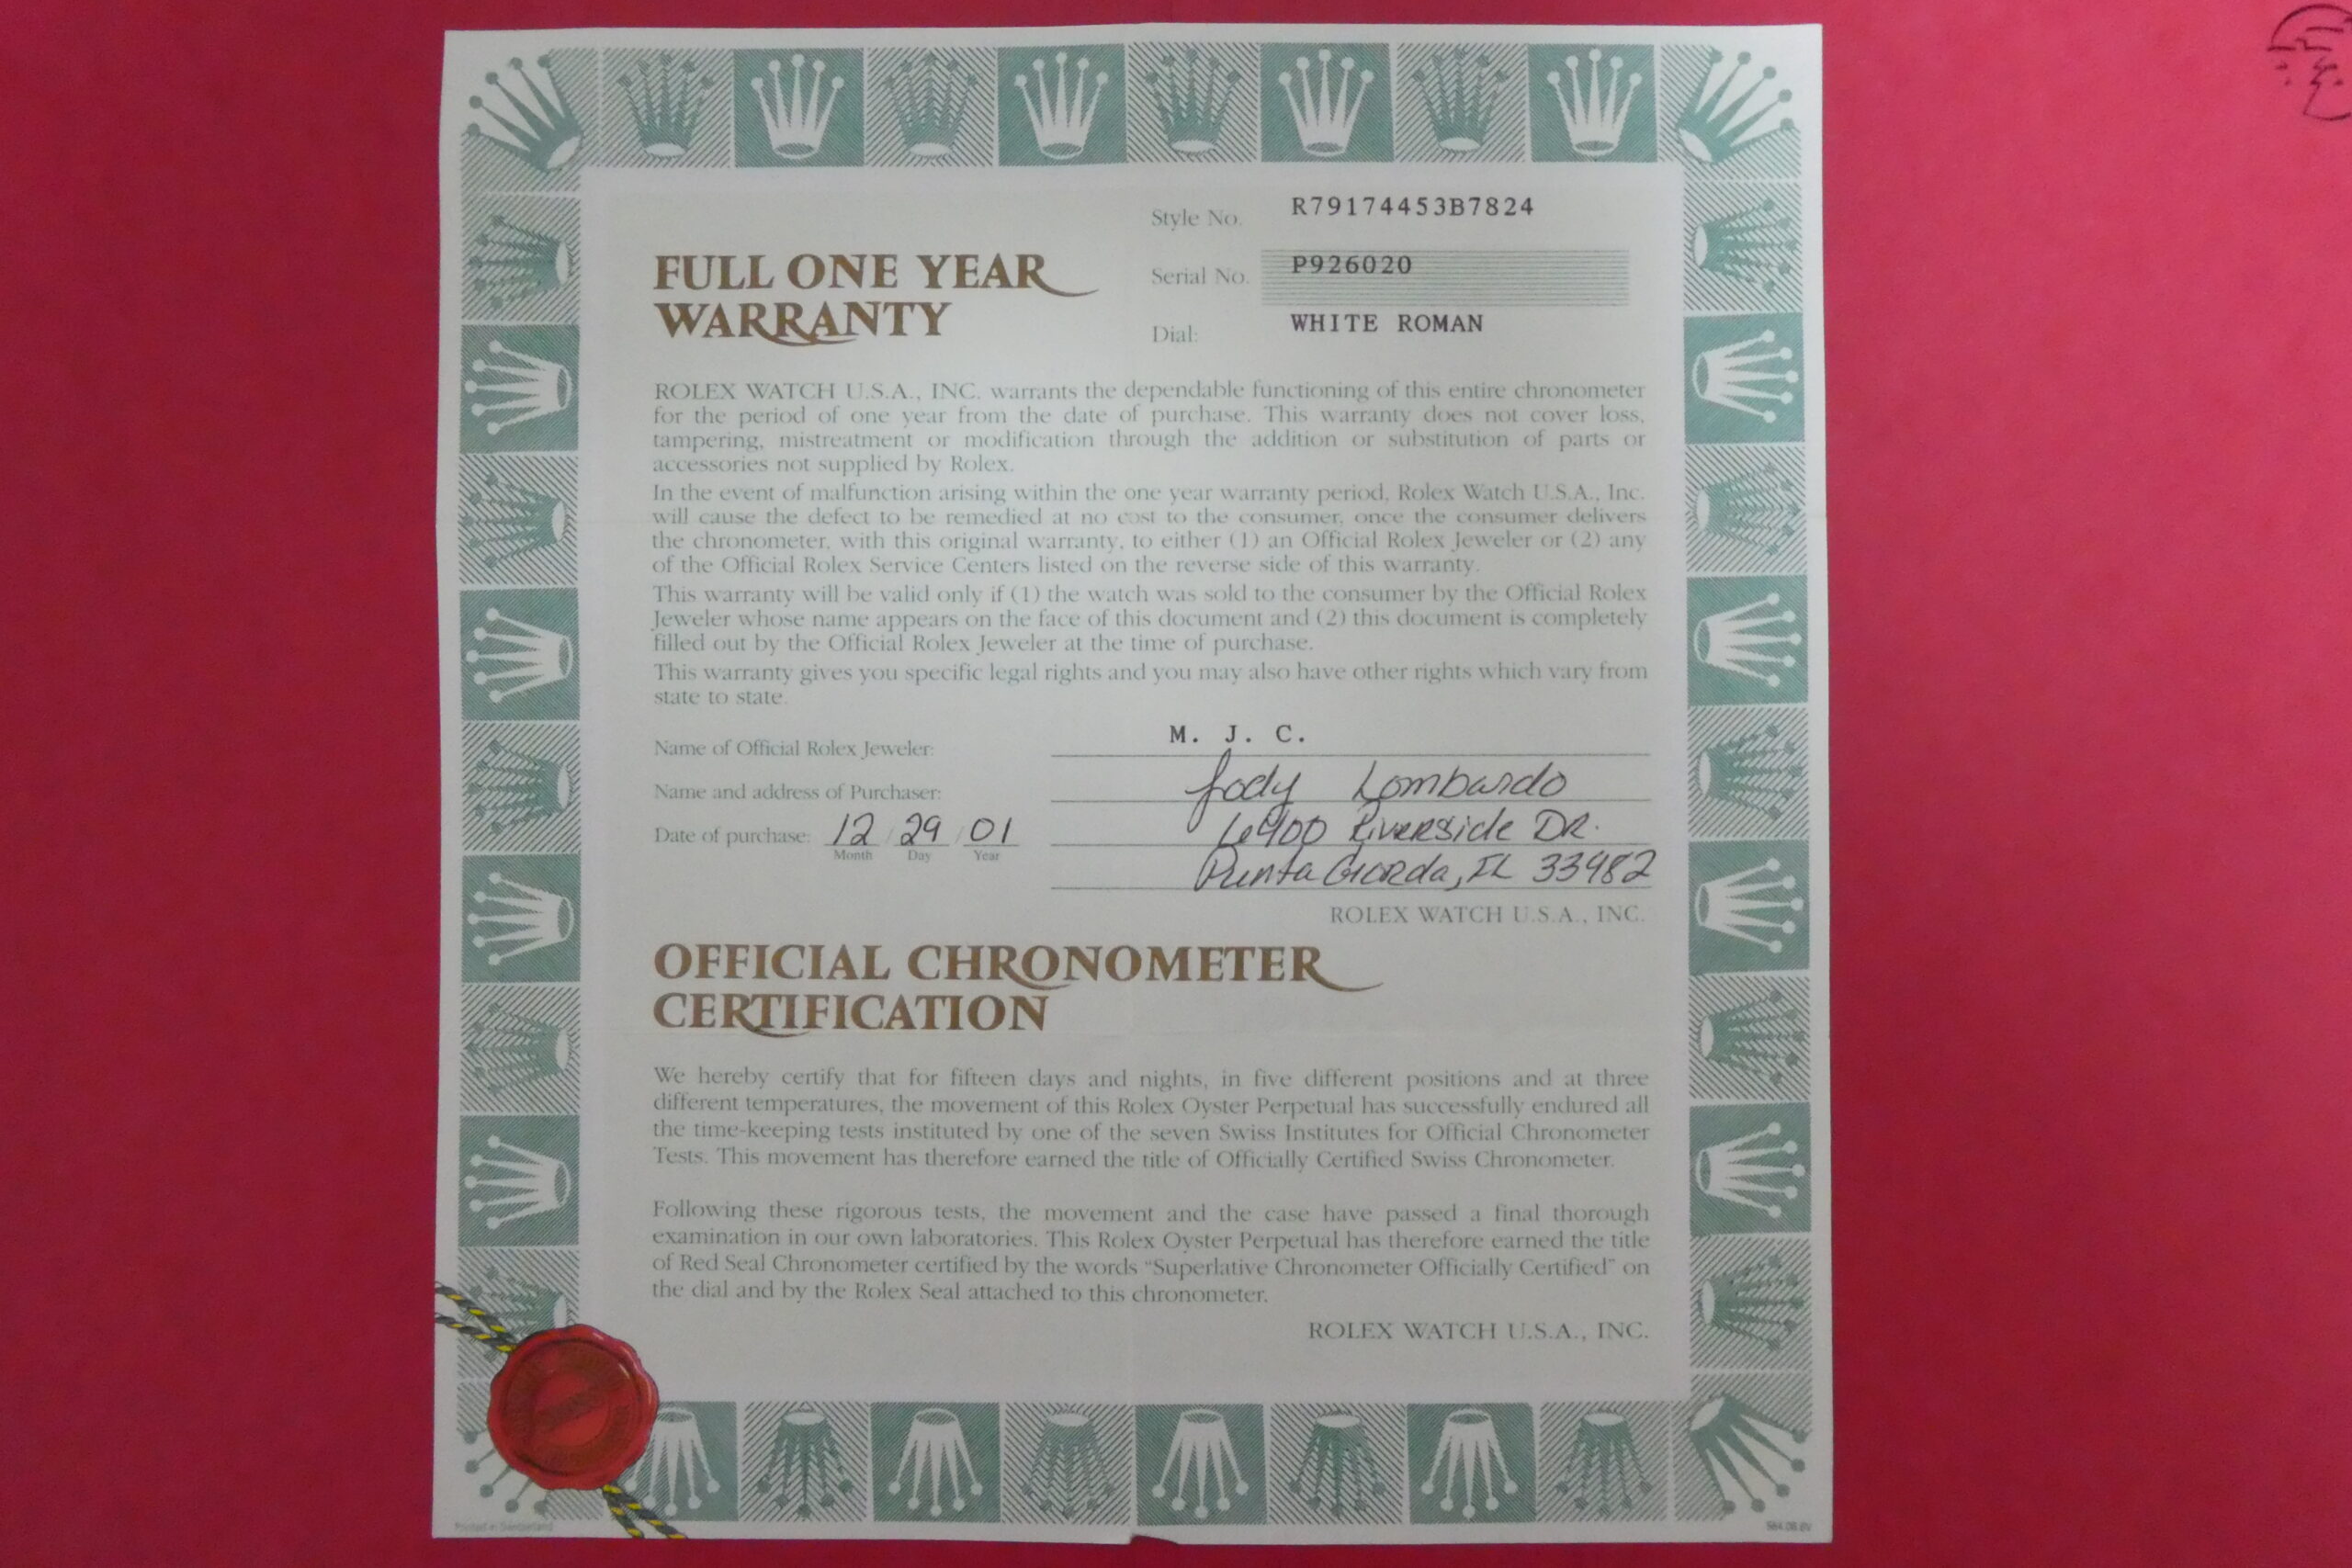 Style No. R79174453B7824
FULL ONE YEAR
WARRANTY
Serial No. P926020
Dial: WHITE ROMAN
ROLEX WATCH U.S.A., INC. warrants the dependable functioning of this entire chronometer
for the period of one year from the date of purchase. This warranty does not cover loss,
tampering, mistreatment or modification through the addition or substitution of parts or
accessories not supplied by Rolex.
In the event of malfunction arising within the one year warranty period, Rolex Watch U.S.A., Inc.
will cause the defect to be remedied at no cost to the consumer, once the consumer delivers
the chronometer, with this original warranty, to either (1) an Official Rolex Jeweler or (2) any
of the Official Rolex Service Centers listed on the reverse side of this warranty.
This warranty will be valid only if (1) the watch was sold to the consumer by the Official Rolex
Jeweler whose name appears on the face of this document and (2) this document is completely
filled out by the Official Rolex Jeweler at the time of purchase.
This warranty gives you specific legal rights and you may also have other rights which vary from
state to state.
Name of Official Rolex Jeweler: M. J. C.
Name and address of Purchaser: Jody Lombardo
Date of purchase: 12 / 29 / 01 6900 Riverside DR.
Month Day Year
Punta Gorda, FL 33982
ROLEX WATCH U.S.A., INC.
OFFICIAL CHRONOMETER
CERTIFICATION
We hereby certify that for fifteen days and nights, in five different positions and at three
different temperatures, the movement of this Rolex Oyster Perpetual has successfully endured all
the time-keeping tests instituted by one of the seven Swiss Institutes for Official Chronometer
Tests. This movement has therefore earned the title of Officially Certified Swiss Chronometer.
Following these rigorous tests, the movement and the case have passed a final thorough
examination in our own laboratories. This Rolex Oyster Perpetual has therefore earned the title
of Red Seal Chronometer certified by the words "Superlative Chronometer Officially Certified" on
the dial and by the Rolex Seal attached to this chronometer.
ROLEX WATCH U.S.A., INC.
Printed in Switzerland